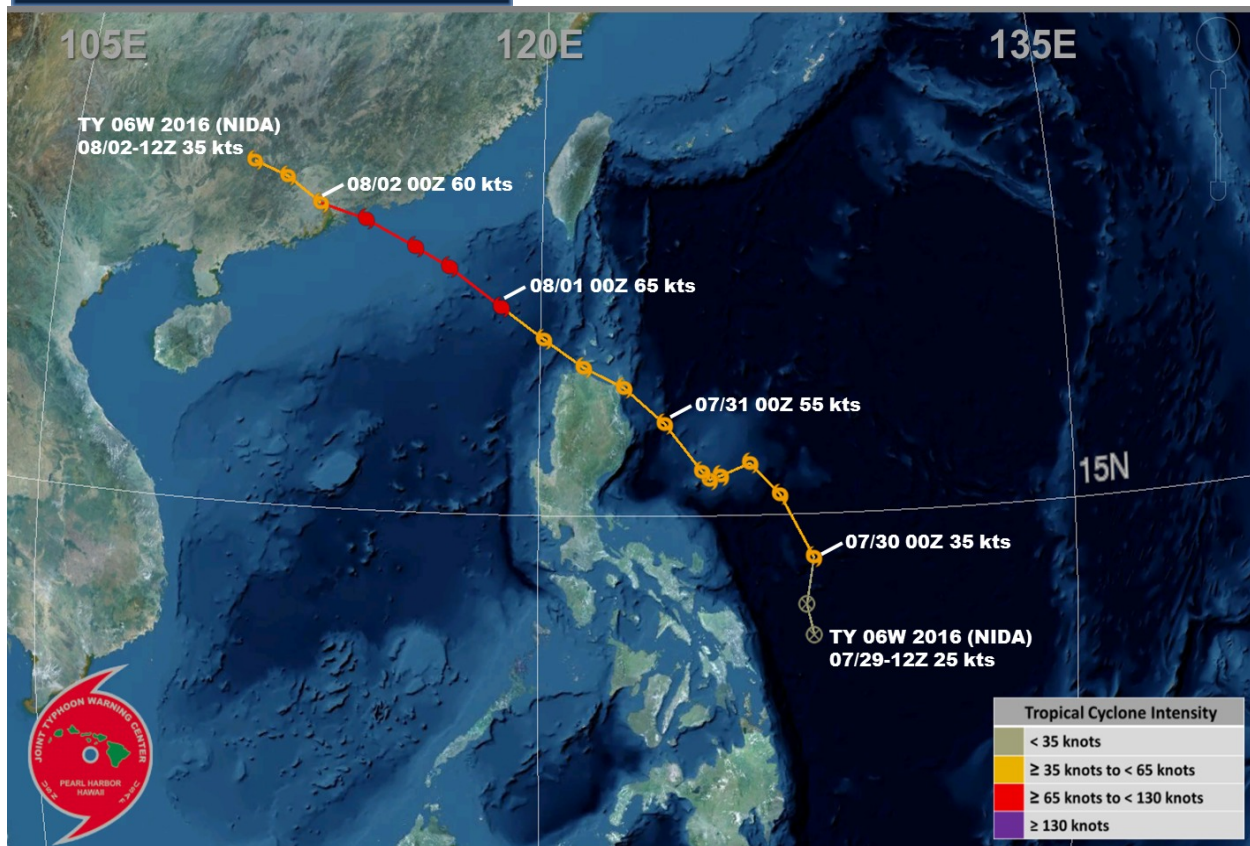 105E
120E
135E
TY 06W 2016 (NIDA)
08/02-12Z 35 kts
08/02 00Z 60 kts
08/01 00Z 65 kts
07/31 00Z 55 kts
15N
07/30 00Z 35 kts
TY 06W 2016 (NIDA)
07/29-12Z 25 kts
JOINT TYPHOON WARNING CENTER
PEARL HARBOR
HAWAII
Tropical Cyclone Intensity
< 35 knots
≥ 35 knots to < 65 knots
≥ 65 knots to < 130 knots
≥ 130 knots